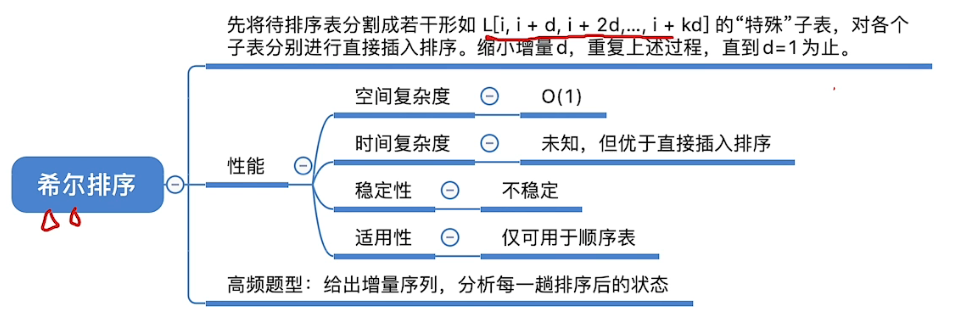 先将待排序表分割成若干形如 L[i, i + d, i + 2d,..., i + kd] 的“特殊”子表，对各个
子表分别进行直接插入排序。缩小增量d，重复上述过程，直到d=1为止。
空间复杂度 O(1)
时间复杂度 未知，但优于直接插入排序
性能
希尔排序
稳定性 不稳定
适用性 仅可用于顺序表
高频题型：给出增量序列，分析每一趟排序后的状态